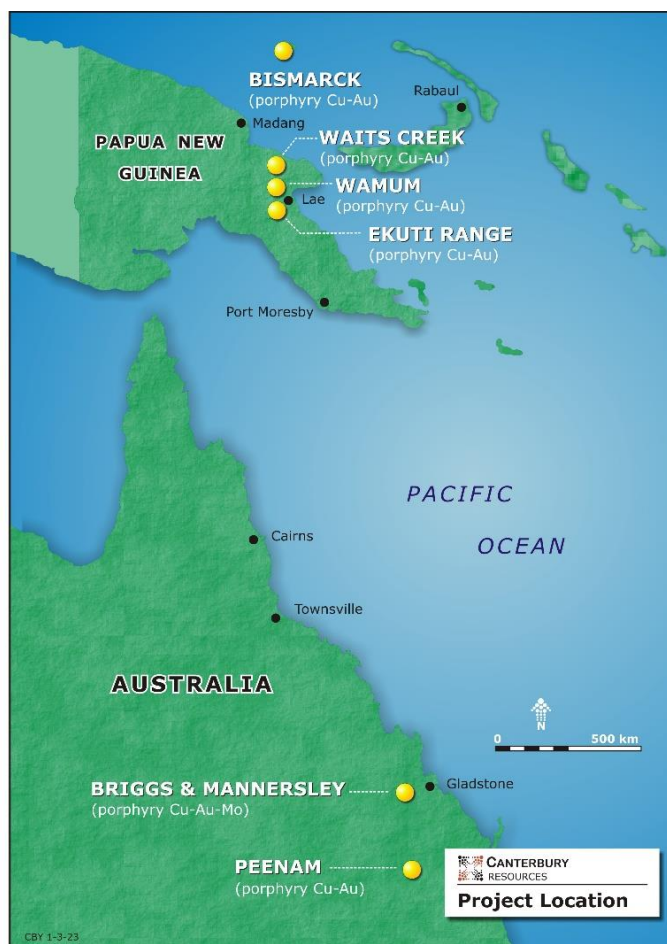 BISMARCK
(porphyry Cu-Au)
Rabaul
Madang
PAPUA NEW
GUINEA
WAITS CREEK
(porphyry Cu-Au)
WAMUM
Lae
(porphyry Cu-Au)
EKUTI RANGE
(porphyry Cu-Au)
Port Moresby
PACIFIC
OCEAN
Cairns
Townsville
AUSTRALIA
N
0 500 km
BRIGGS & MANNERSLEY
(porphyry Cu-Au-Mo)
Gladstone
PEENAM
(porphyry Cu-Au)
CANTERBURY
RESOURCES
Project Location
CBY 1-3-23